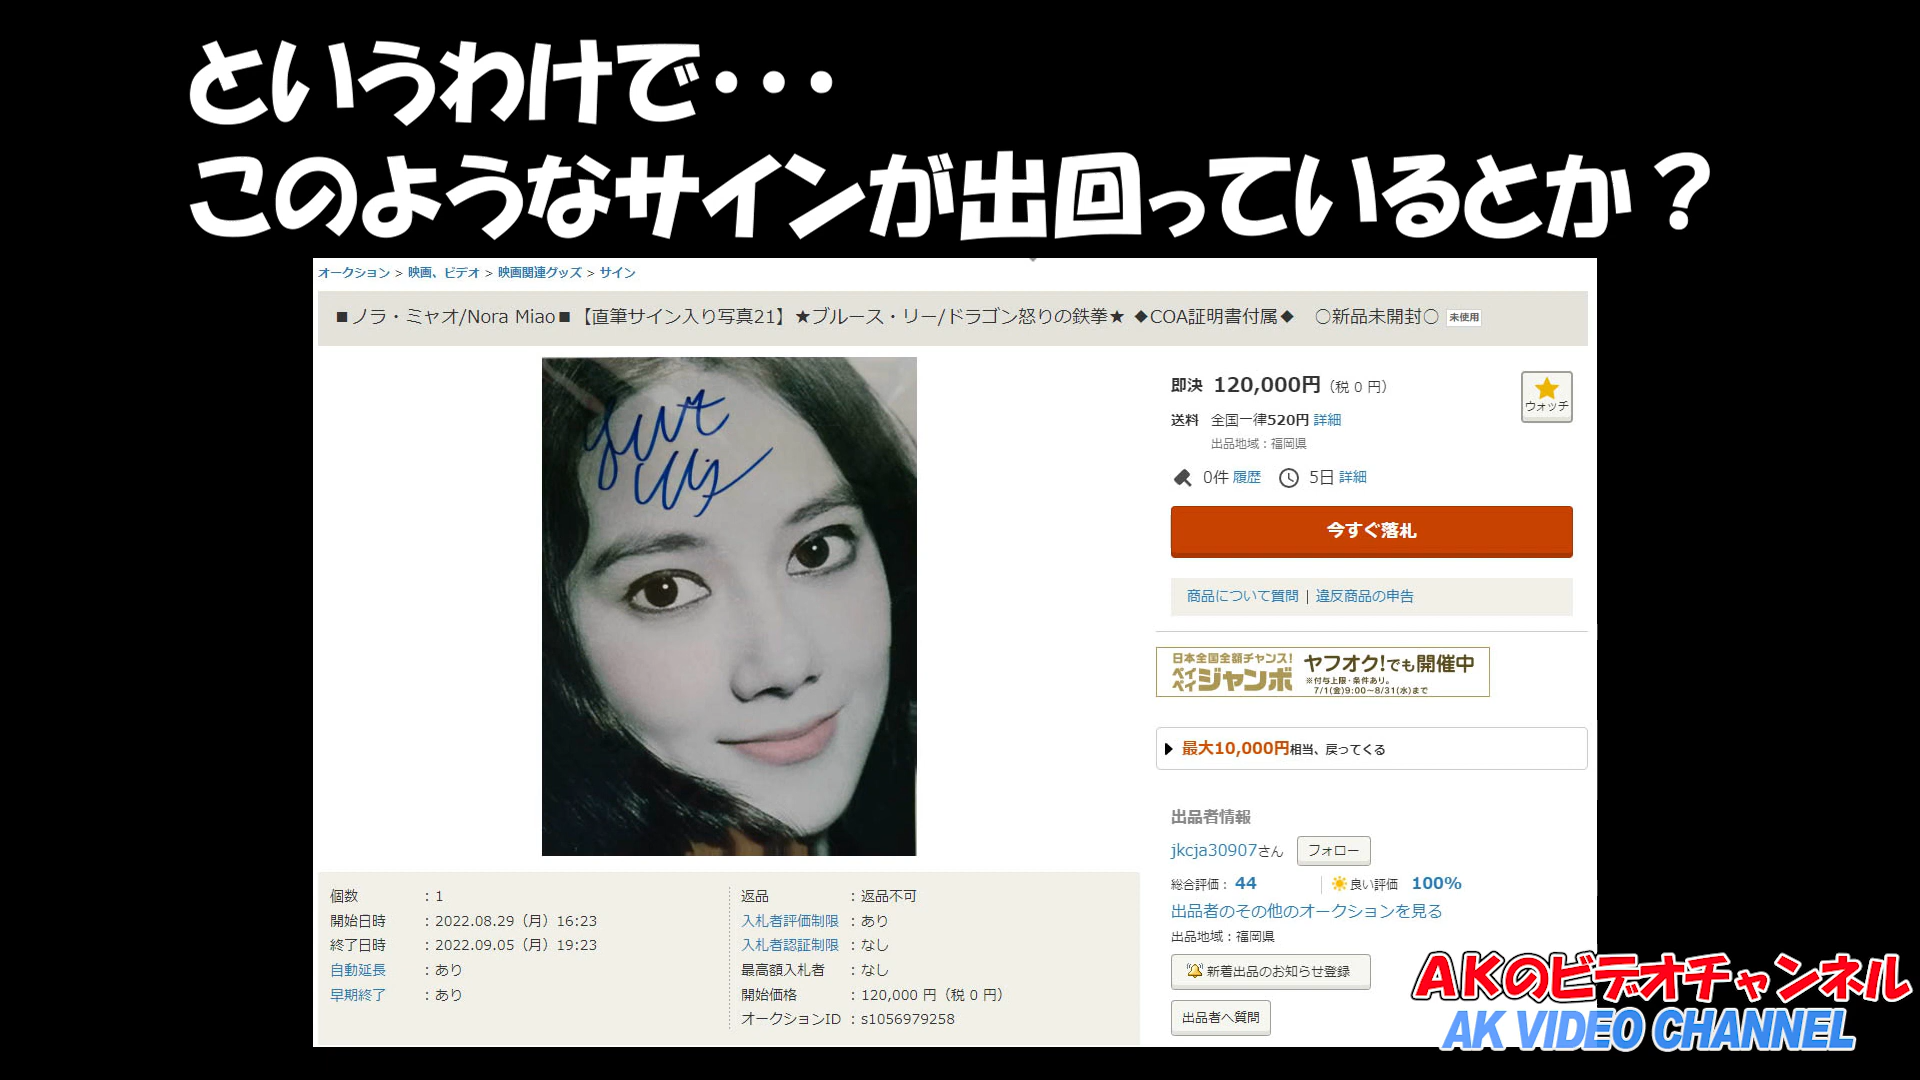 というわけで・・・
このようなサインが出回っているとか？
オークション > 映画、ビデオ > 映画関連グッズ > サイン
■ノラ・ミャオ/Nora Miao■【直筆サイン入り写真21】★ブルース・リー/ドラゴン怒りの鉄拳★ ◆COA証明書付属◆　○新品未開封○ 未使用
即決 120,000円（税 0 円）
ウォッチ
送料 全国一律520円 詳細
出品地域：福岡県
0件 履歴 5日 詳細
今すぐ落札
商品について質問 | 違反商品の申告
日本全国全額チャンス！
ペイペイジャンボ
ヤフオク!でも開催中
※付与上限・条件あり。
7/1(金)9:00～8/31(水)まで
最大10,000円相当、戻ってくる
出品者情報
jkcja30907さん フォロー
総合評価： 44 良い評価 100%
出品者のその他のオークションを見る
出品地域：福岡県
新着出品のお知らせ登録
出品者へ質問
個数 ：1
開始日時 ：2022.08.29（月）16:23
終了日時 ：2022.09.05（月）19:23
自動延長 ：あり
早期終了 ：あり
返品 ：返品不可
入札者評価制限 ：あり
入札者認証制限 ：なし
最高額入札者 ：なし
開始価格 ：120,000 円（税 0 円）
オークションID ：s1056979258
AKのビデオチャンネル
AK VIDEO CHANNEL